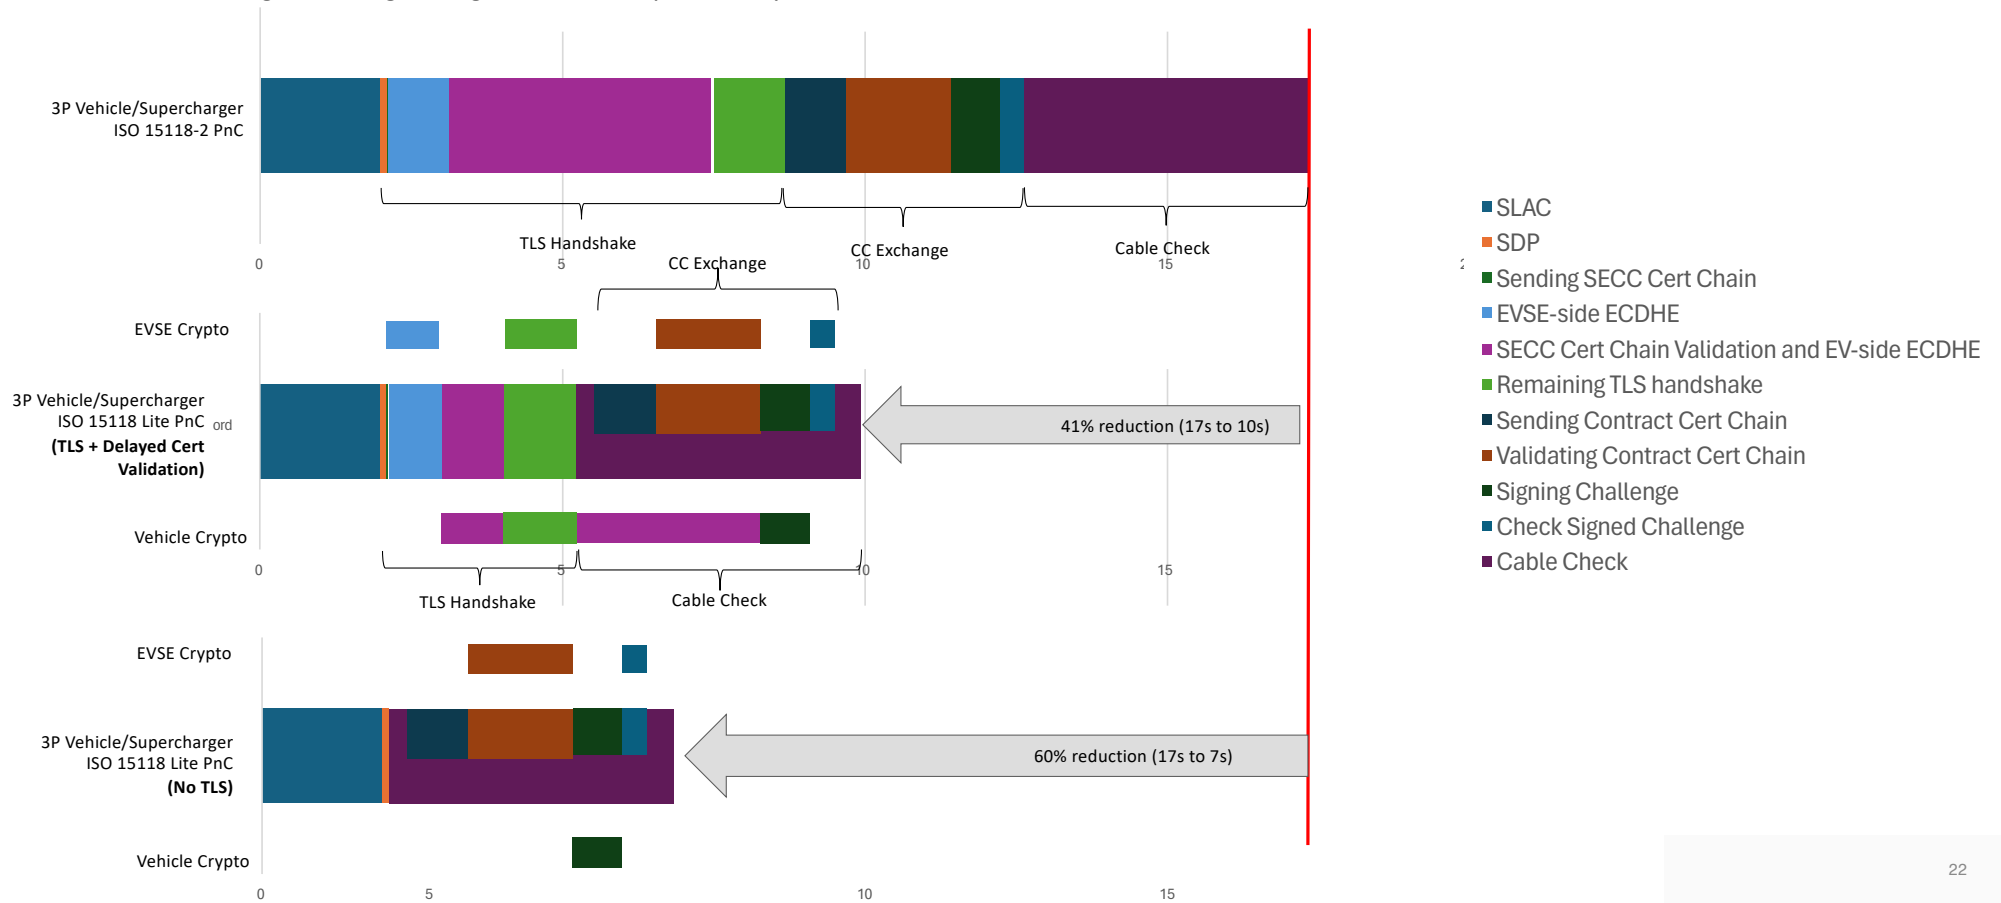 3P Vehicle/Supercharger
ISO 15118-2 PnC
TLS Handshake
CC Exchange
Cable Check
0
5
10
15
CC Exchange
EVSE Crypto
3P Vehicle/Supercharger
ISO 15118 Lite PnC
ord
(TLS + Delayed Cert
Validation)
41% reduction (17s to 10s)
Vehicle Crypto
0
5
10
15
TLS Handshake
Cable Check
EVSE Crypto
3P Vehicle/Supercharger
ISO 15118 Lite PnC
(No TLS)
60% reduction (17s to 7s)
Vehicle Crypto
0
5
10
15
SLAC
SDP
Sending SECC Cert Chain
EVSE-side ECDHE
SECC Cert Chain Validation and EV-side ECDHE
Remaining TLS handshake
Sending Contract Cert Chain
Validating Contract Cert Chain
Signing Challenge
Check Signed Challenge
Cable Check
22